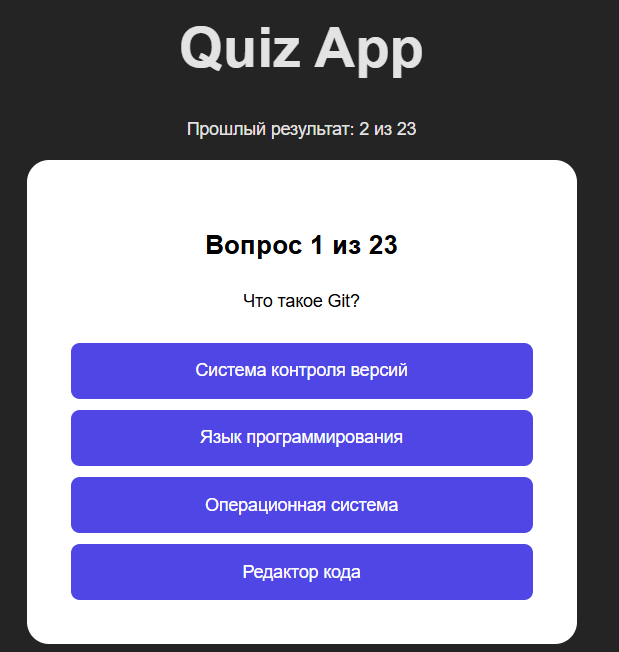 Quiz App
Прошлый результат: 2 из 23
Вопрос 1 из 23
Что такое Git?
Система контроля версий
Язык программирования
Операционная система
Редактор кода